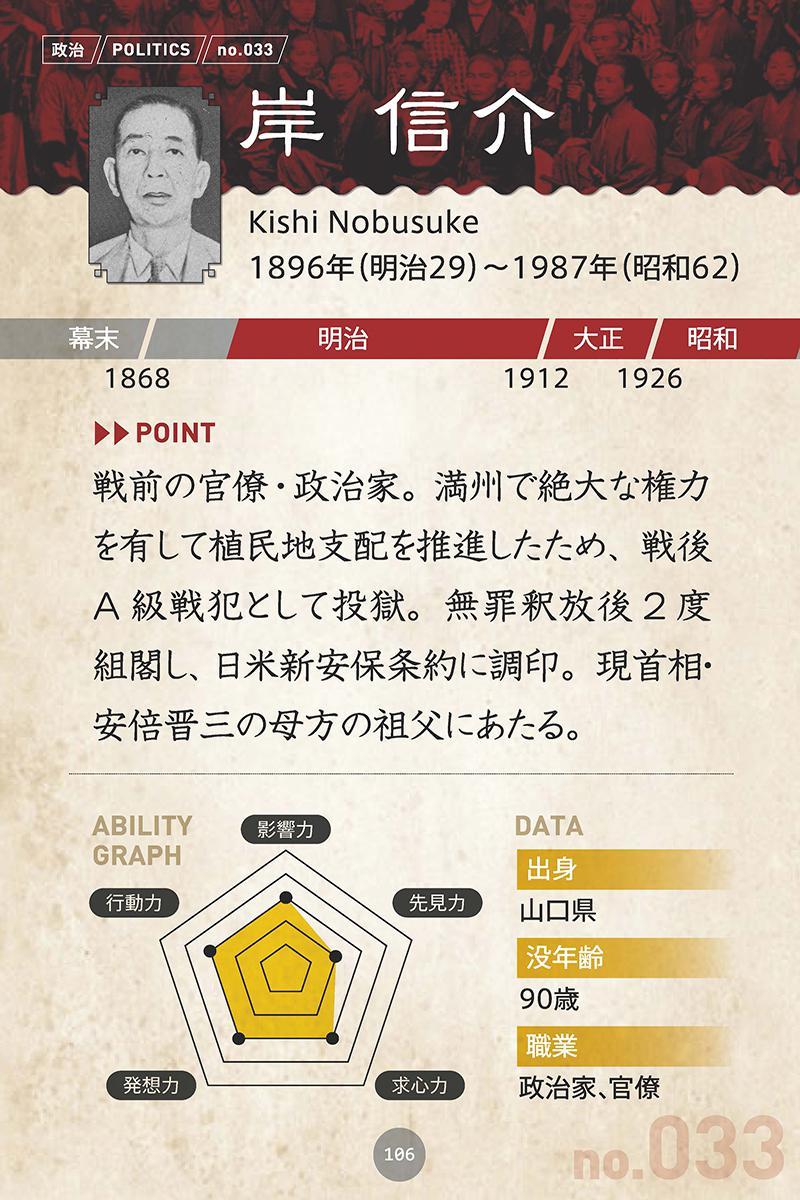 政治 POLITICS no.033
岸 信介
Kishi Nobusuke
1896年(明治29)～1987年(昭和62)
幕末 明治 大正 昭和
1868 1912 1926
POINT
戦前の官僚・政治家。満州で絶大な権力
を有して植民地支配を推進したため、戦後
A級戦犯として投獄。無罪釈放後2度
組閣し、日米新安保条約に調印。現首相・
安倍晋三の母方の祖父にあたる。
ABILITY
GRAPH
影響力
行動力
先見力
発想力
求心力
DATA
出身
山口県
没年齢
90歳
職業
政治家、官僚
106
no.033